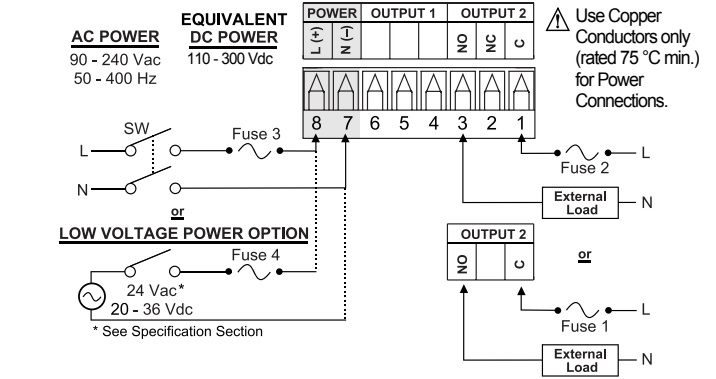 AC POWER
90 - 240 Vac
50 - 400 Hz
EQUIVALENT
DC POWER
110 - 300 Vdc
POWER OUTPUT 1 OUTPUT 2
L (+) N (-) NO NC C
8 7 6 5 4 3 2 1
Use Copper
Conductors only
(rated 75 °C min.)
for Power
Connections.
SW
Fuse 3
L
N
or
LOW VOLTAGE POWER OPTION
Fuse 4
24 Vac*
20 - 36 Vdc
* See Specification Section
L
Fuse 2
External
Load
N
or
OUTPUT 2
NO C
L
Fuse 1
External
Load
N